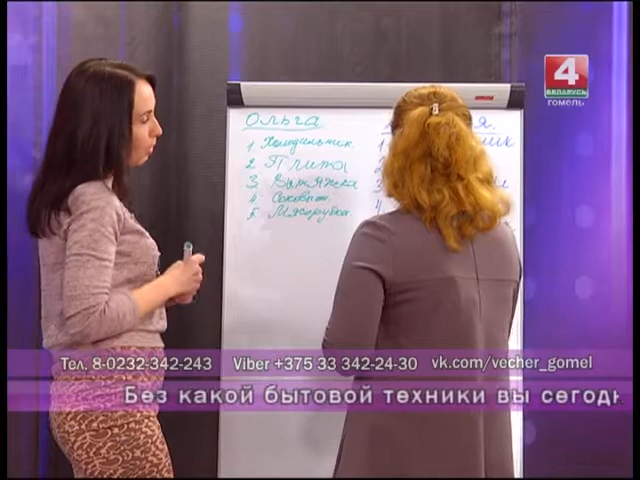 4
БЕЛАРУСЬ
ГОМЕЛЬ
Ольга
1 Холодильник
2 Плита
3 Вытяжка
4 Соковыж.
5 Мясорубка
Тел. 8-0232-342-243 Viber +375 33 342-24-30 vk.com/vecher_gomel
Без какой бытовой техники вы сегодн